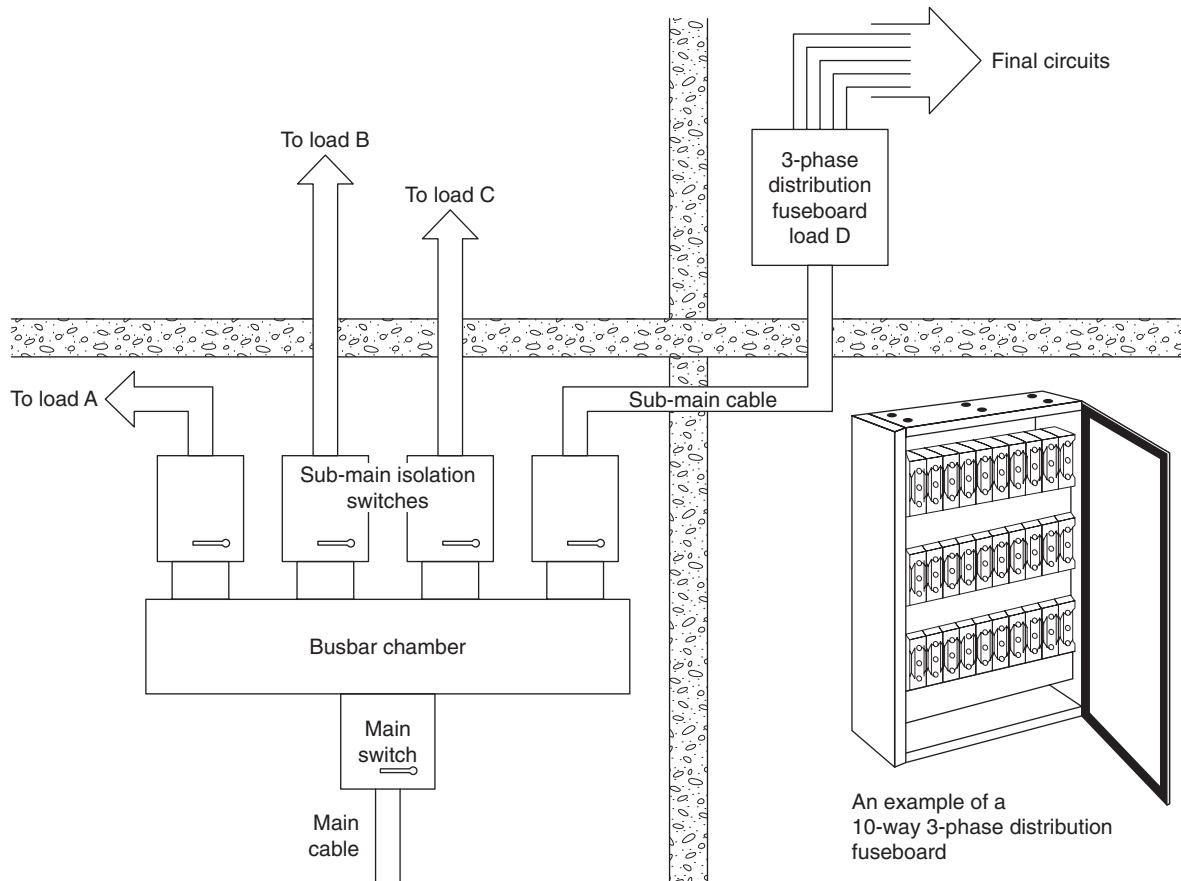 Final circuits
To load B
3-phase
distribution
fuseboard
load D
To load C
To load A
Sub-main cable
Sub-main isolation
switches
Busbar chamber
Main
switch
Main
cable
An example of a
10-way 3-phase distribution
fuseboard